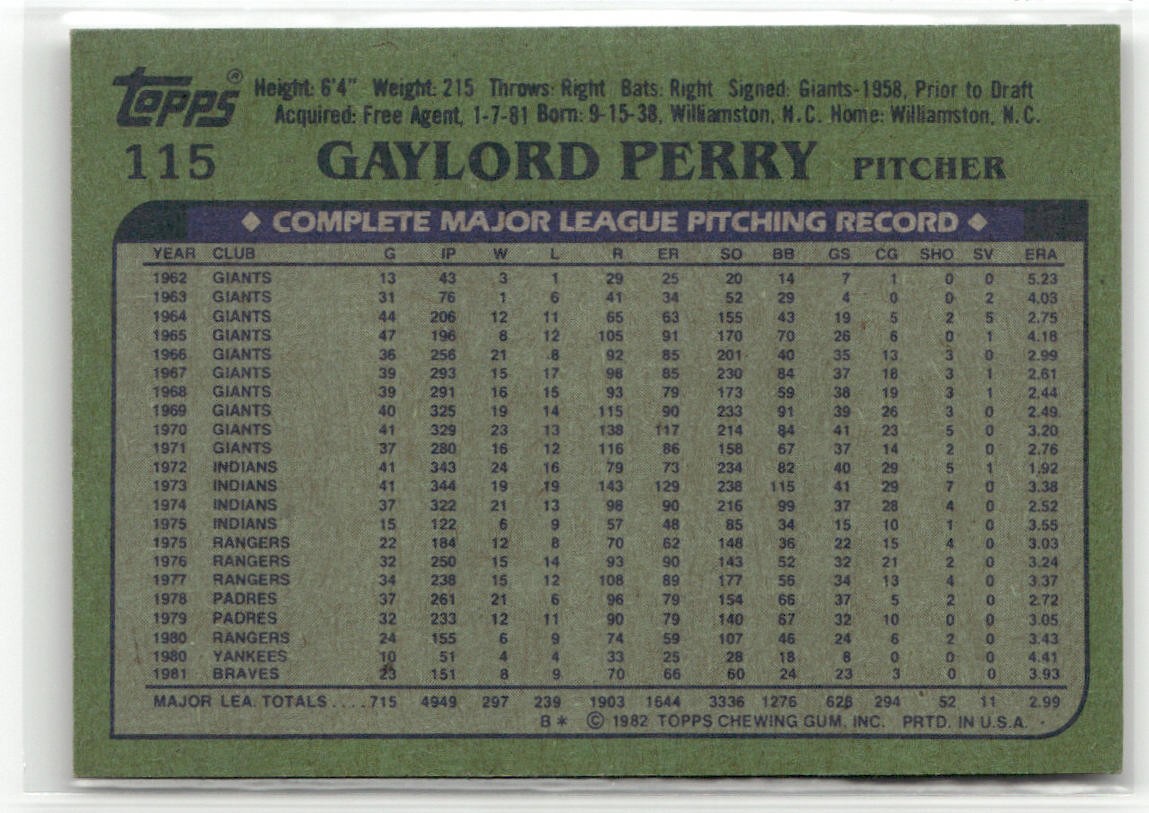 Topps®
Height: 6'4" Weight: 215 Throws: Right Bats: Right Signed: Giants-1958, Prior to Draft
Acquired: Free Agent, 1-7-81 Born: 9-15-38, Williamston, N.C. Home: Williamston, N.C.
115 GAYLORD PERRY PITCHER
◆ COMPLETE MAJOR LEAGUE PITCHING RECORD ◆
YEAR CLUB G IP W L R ER SO BB GS CG SHO SV ERA
1962 GIANTS 13 43 3 1 29 25 20 14 7 1 0 0 5.23
1963 GIANTS 31 76 1 6 41 34 52 29 4 0 0 2 4.03
1964 GIANTS 44 206 12 11 65 63 155 43 19 5 2 5 2.75
1965 GIANTS 47 196 8 12 105 91 170 70 26 6 0 1 4.18
1966 GIANTS 36 256 21 8 92 85 201 40 35 13 3 0 2.99
1967 GIANTS 39 293 15 17 98 85 230 84 37 18 3 1 2.61
1968 GIANTS 39 291 16 15 93 79 173 59 38 19 3 1 2.44
1969 GIANTS 40 325 19 14 115 90 233 91 39 26 3 0 2.49
1970 GIANTS 41 329 23 13 138 117 214 84 41 23 5 0 3.20
1971 GIANTS 37 280 16 12 116 86 158 67 37 14 2 0 2.76
1972 INDIANS 41 343 24 16 79 73 234 82 40 29 5 1 1.92
1973 INDIANS 41 344 19 19 143 129 238 115 41 29 7 0 3.38
1974 INDIANS 37 322 21 13 98 90 216 99 37 28 4 0 2.52
1975 INDIANS 15 122 6 9 57 48 85 34 15 10 1 0 3.55
1975 RANGERS 22 184 12 8 70 62 148 36 22 15 4 0 3.03
1976 RANGERS 32 250 15 14 93 90 143 52 32 21 2 0 3.24
1977 RANGERS 34 238 15 12 108 89 177 56 34 13 4 0 3.37
1978 PADRES 37 261 21 6 96 79 154 66 37 5 2 0 2.72
1979 PADRES 32 233 12 11 90 79 140 67 32 10 0 0 3.05
1980 RANGERS 24 155 6 9 74 59 107 46 24 6 2 0 3.43
1980 YANKEES 10 51 4 4 33 25 28 18 8 0 0 0 4.41
1981 BRAVES 23 151 8 9 70 66 60 24 23 3 0 0 3.93
MAJOR LEA. TOTALS....715 4949 297 239 1903 1644 3336 1276 628 294 52 11 2.99
B* © 1982 TOPPS CHEWING GUM, INC. PRTD. IN U.S.A.